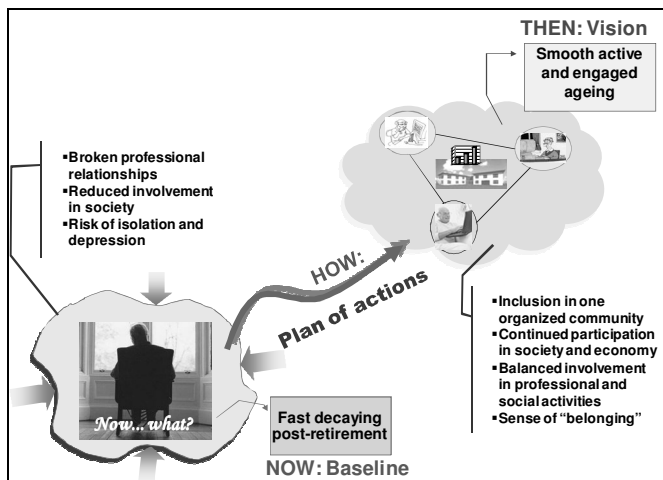 THEN: Vision
Smooth active
and engaged
ageing
▪Broken professional
relationships
▪Reduced involvement
in society
▪Risk of isolation and
depression
HOW:
Plan of actions
▪Inclusion in one
organized community
▪Continued participation
in society and economy
▪Balanced involvement
in professional and
social activities
▪Sense of “belonging”
Now... what?
Fast decaying
post-retirement
NOW: Baseline